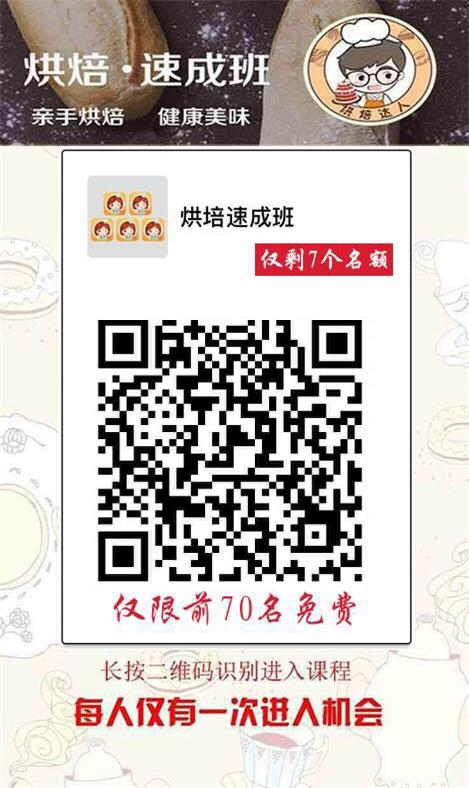 烘焙·速成班
亲手烘焙 健康美味
烘焙达人
烘培速成班
仅剩7个名额
仅限前70名免费
长按二维码识别进入课程
每人仅有一次进入机会